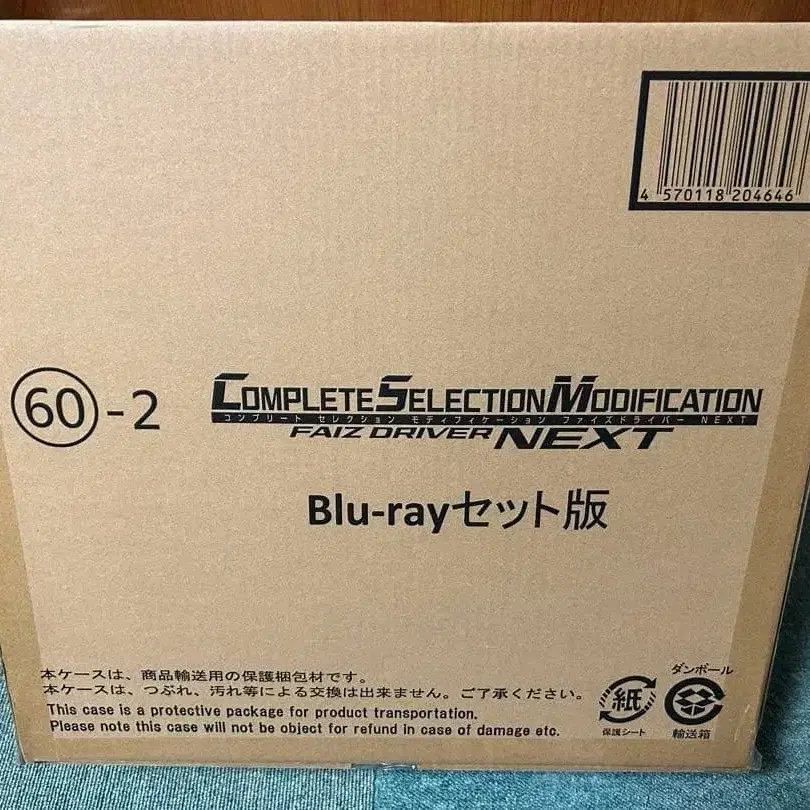 4 570118 204646
60-2
COMPLETE SELECTION MODIFICATION
コンプリート セレクション モディフィケーション ファイズドライバー NEXT
FAIZ DRIVER NEXT
Blu-rayセット版
本ケースは、商品輸送用の保護梱包材です。
本ケースは、つぶれ、汚れ等による交換は出来ません。ご了承ください。
This case is a protective package for product transportation.
Please note this case will not be object for refund in case of damage etc.
紙
保護シート
ダンボール
輸送箱